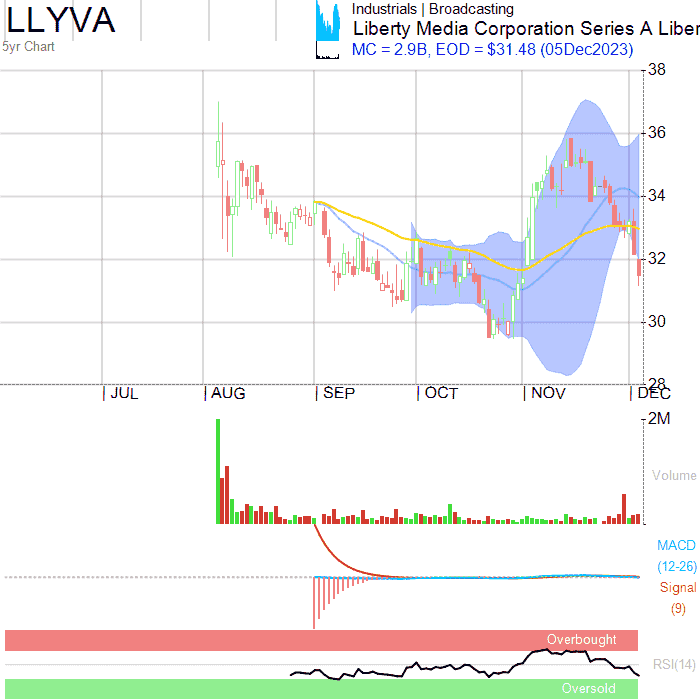 LLYVA
5yr Chart
Industrials | Broadcasting
Liberty Media Corporation Series A Liber
MC = 2.9B, EOD = $31.48 (05Dec2023)
38
36
34
32
30
28
JUL AUG SEP OCT NOV DEC
2M
Volume
MACD
(12-26)
Signal
(9)
Overbought
RSI(14)
Oversold